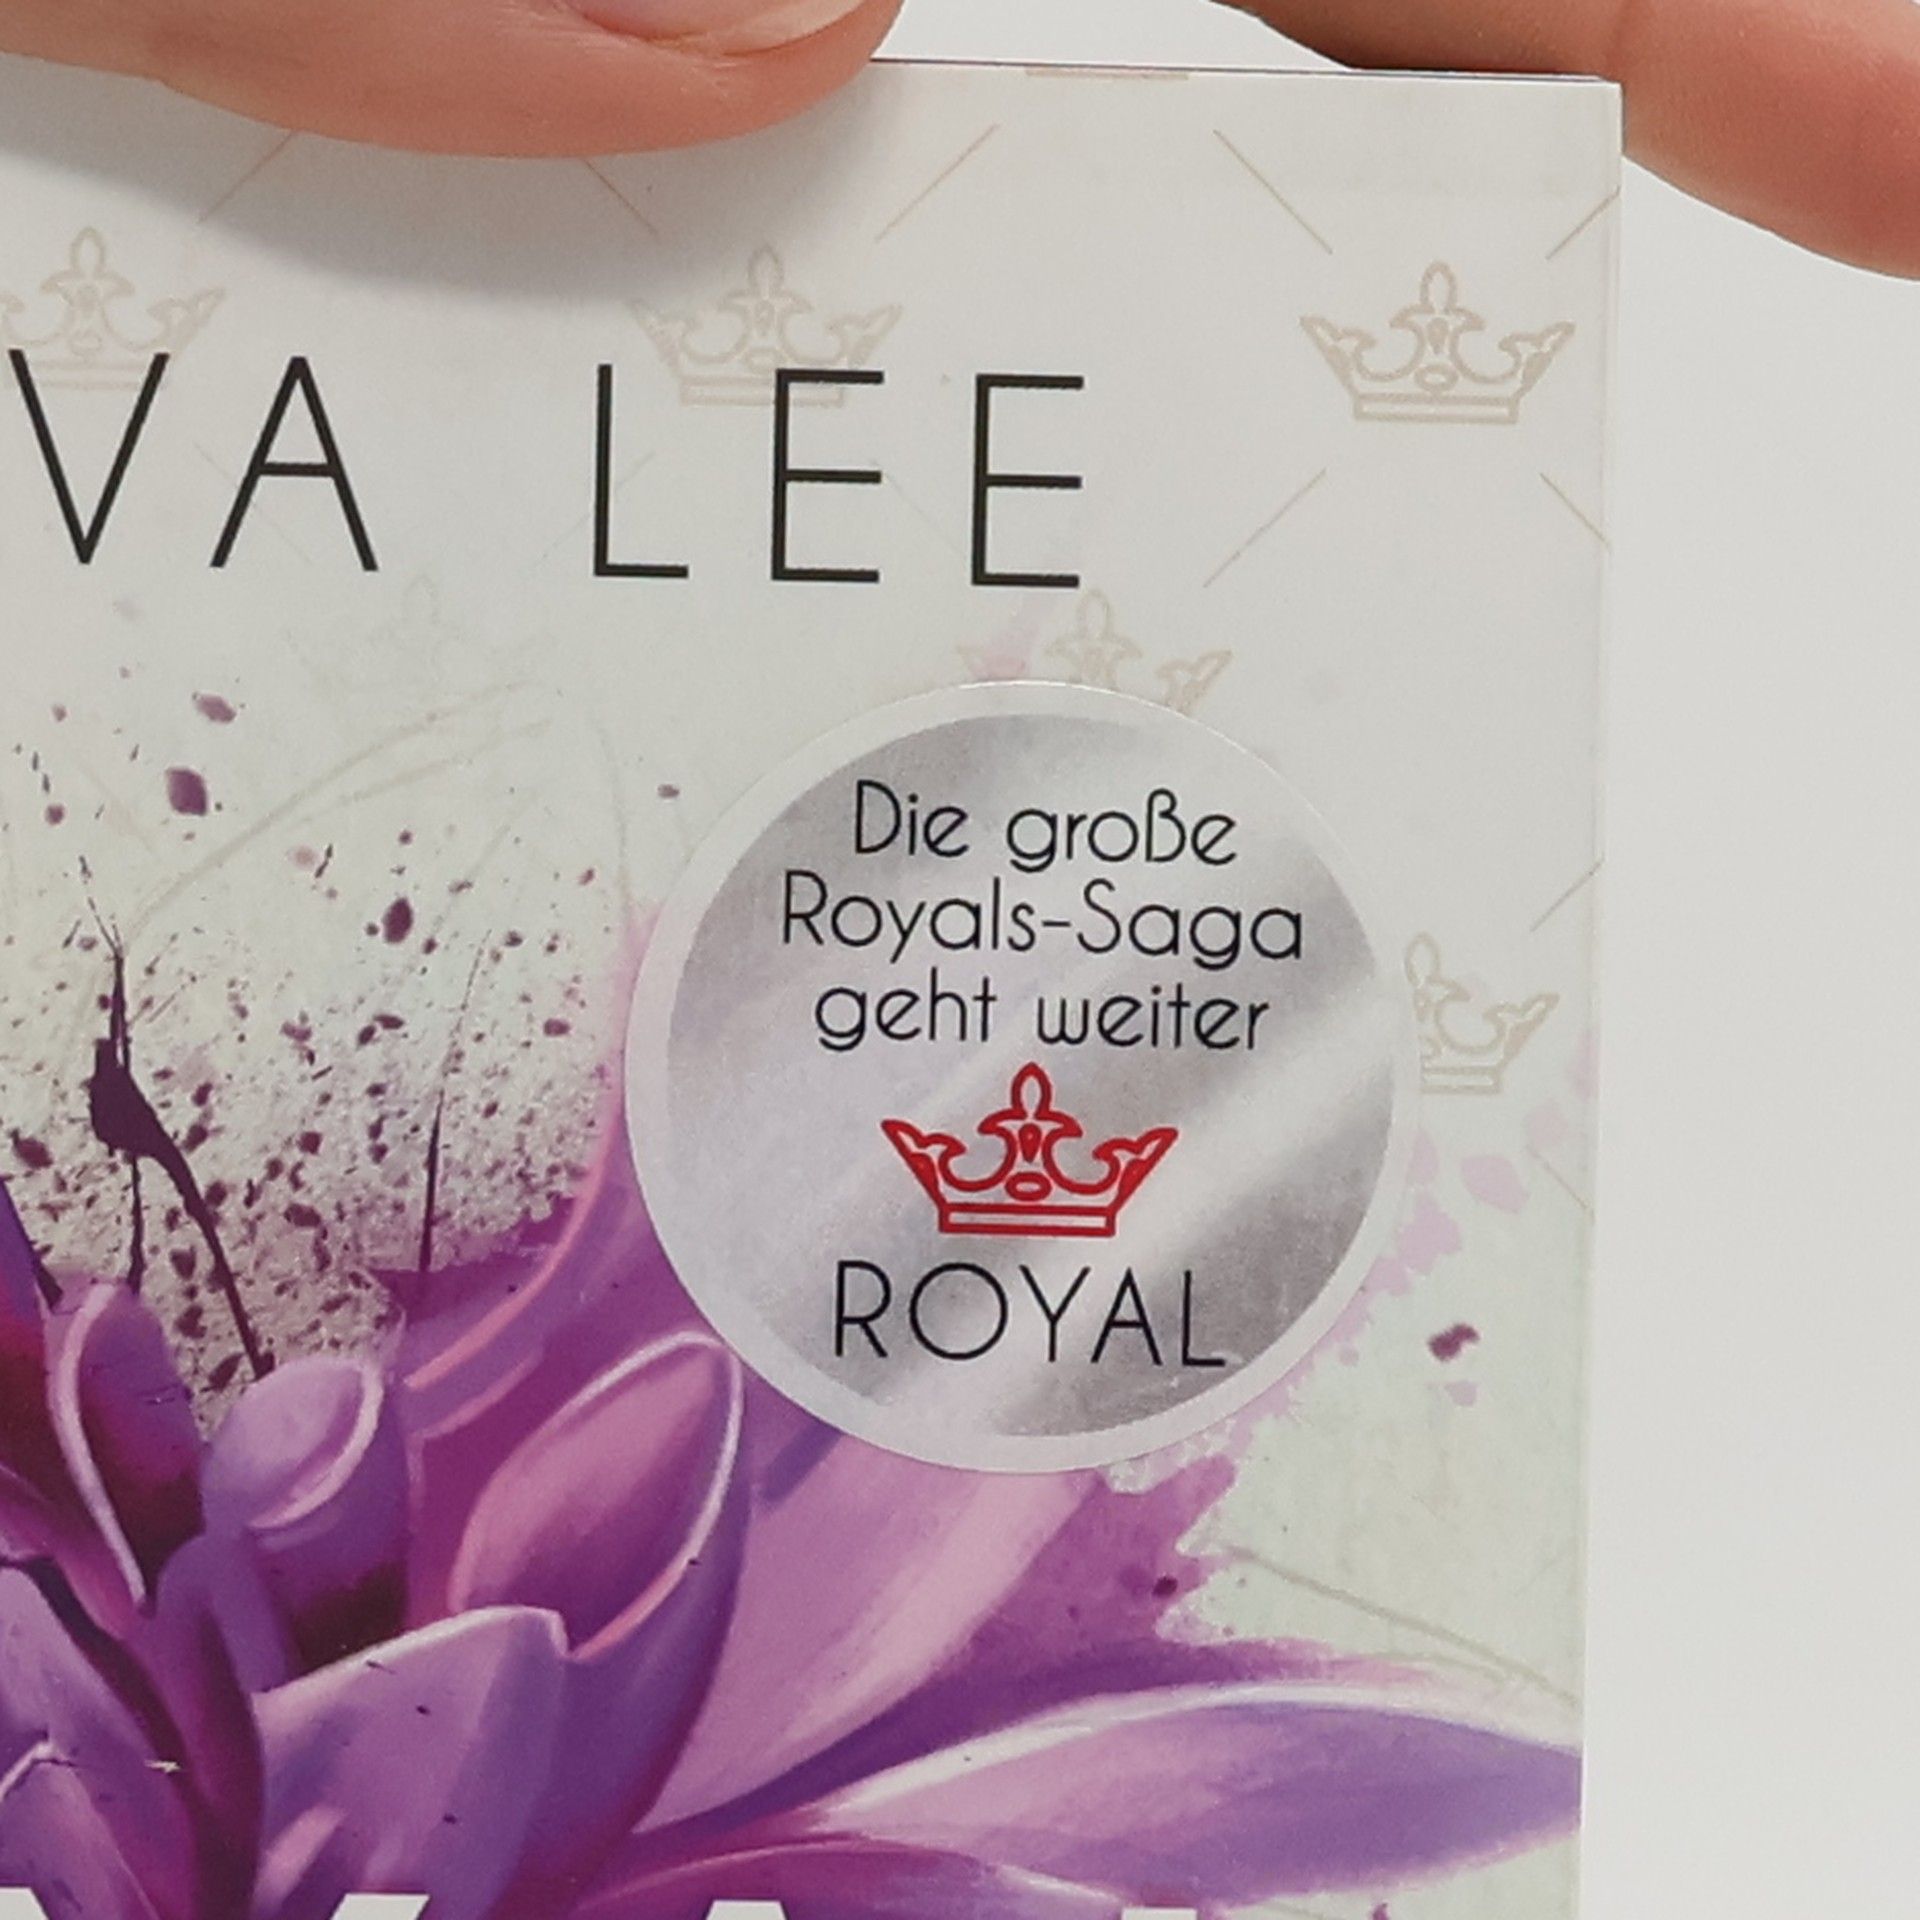 VA LEE
Die große
Royals-Saga
geht weiter
ROYAL